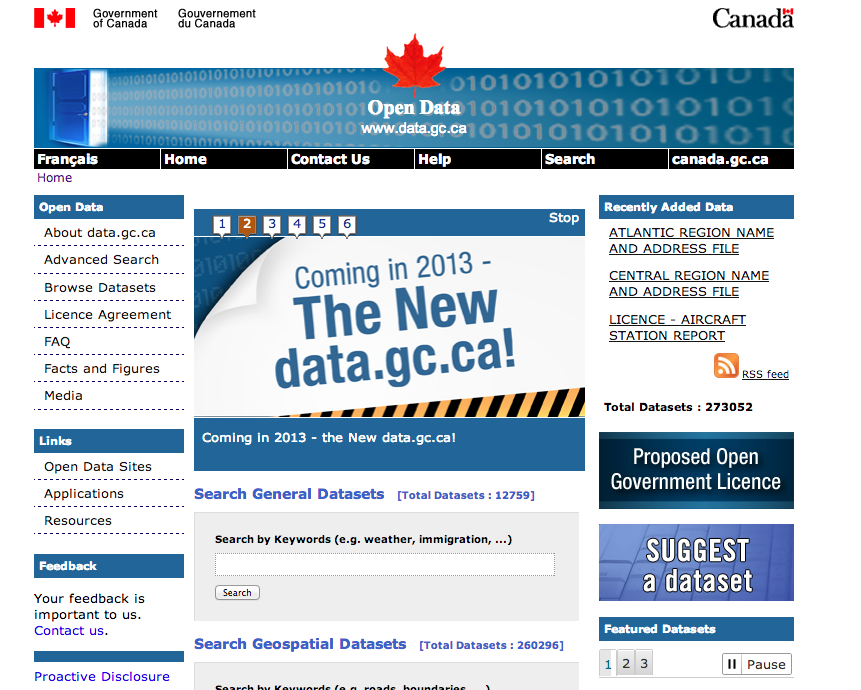 Government
of Canada
Gouvernement
du Canada
Canada
Open Data
www.data.gc.ca
Français
Home
Contact Us
Help
Search
canada.gc.ca
Home
Open Data
About data.gc.ca
Advanced Search
Browse Datasets
Licence Agreement
FAQ
Facts and Figures
Media
Links
Open Data Sites
Applications
Resources
Feedback
Your feedback is
important to us.
Contact us.
Proactive Disclosure
1 2 3 4 5 6
Stop
Coming in 2013 -
The New
data.gc.ca!
Coming in 2013 - the New data.gc.ca!
Search General Datasets [Total Datasets : 12759]
Search by Keywords (e.g. weather, immigration, ...)
Search
Search Geospatial Datasets [Total Datasets : 260296]
Search by Keywords (e.g. roads, boundaries, ...)
Recently Added Data
ATLANTIC REGION NAME
AND ADDRESS FILE
CENTRAL REGION NAME
AND ADDRESS FILE
LICENCE - AIRCRAFT
STATION REPORT
RSS feed
Total Datasets : 273052
Proposed Open
Government Licence
SUGGEST
a dataset
Featured Datasets
1 2 3
Pause